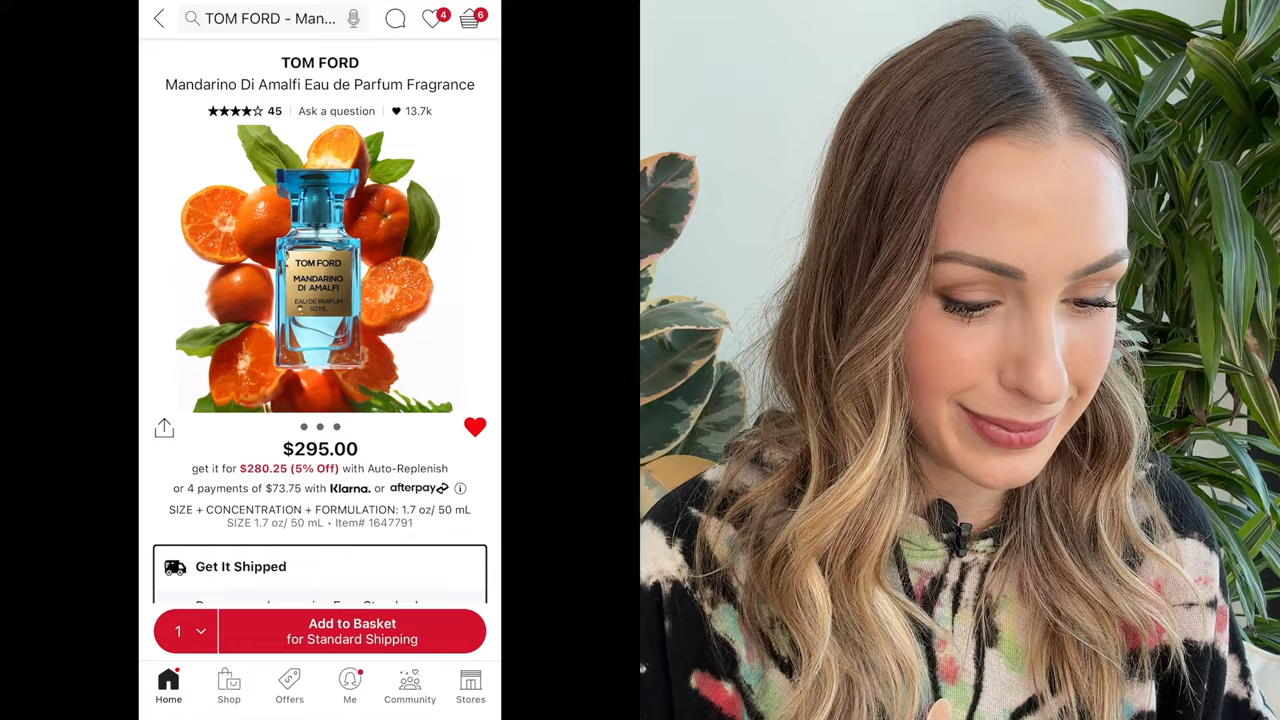 TOM FORD - Man...
4
6
TOM FORD
Mandarino Di Amalfi Eau de Parfum Fragrance
45
Ask a question
13.7k
TOM FORD
MANDARINO
DI AMALFI
EAU DE PARFUM
50 ML
$295.00
get it for $280.25 (5% Off) with Auto-Replenish
or 4 payments of $73.75 with Klarna. or afterpay
SIZE + CONCENTRATION + FORMULATION: 1.7 oz/ 50 mL
SIZE 1.7 oz/ 50 mL • Item# 1647791
Get It Shipped
1
Add to Basket
for Standard Shipping
Home
Shop
Offers
Me
Community
Stores